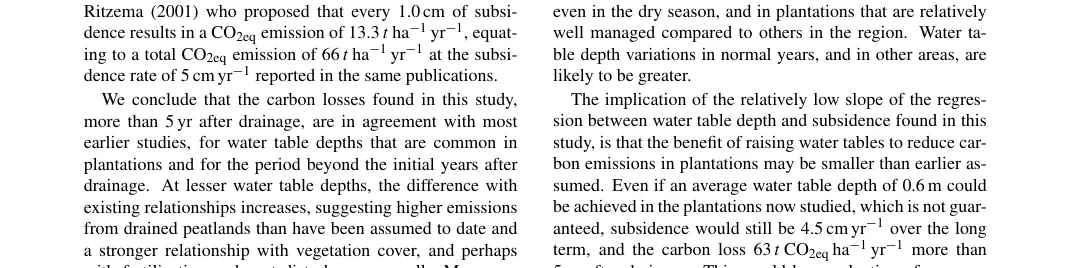 Ritzema (2001) who proposed that every 1.0 cm of subsi-
dence results in a CO2eq emission of 13.3 t ha−1 yr−1, equat-
ing to a total CO2eq emission of 66 t ha−1 yr−1 at the subsi-
dence rate of 5 cm yr−1 reported in the same publications.
We conclude that the carbon losses found in this study,
more than 5 yr after drainage, are in agreement with most
earlier studies, for water table depths that are common in
plantations and for the period beyond the initial years after
drainage. At lesser water table depths, the difference with
existing relationships increases, suggesting higher emissions
from drained peatlands than have been assumed to date and
a stronger relationship with vegetation cover, and perhaps
even in the dry season, and in plantations that are relatively
well managed compared to others in the region. Water ta-
ble depth variations in normal years, and in other areas, are
likely to be greater.
The implication of the relatively low slope of the regres-
sion between water table depth and subsidence found in this
study, is that the benefit of raising water tables to reduce car-
bon emissions in plantations may be smaller than earlier as-
sumed. Even if an average water table depth of 0.6 m could
be achieved in the plantations now studied, which is not guar-
anteed, subsidence would still be 4.5 cm yr−1 over the long
term, and the carbon loss 63 t CO2eq ha−1 yr−1 more than